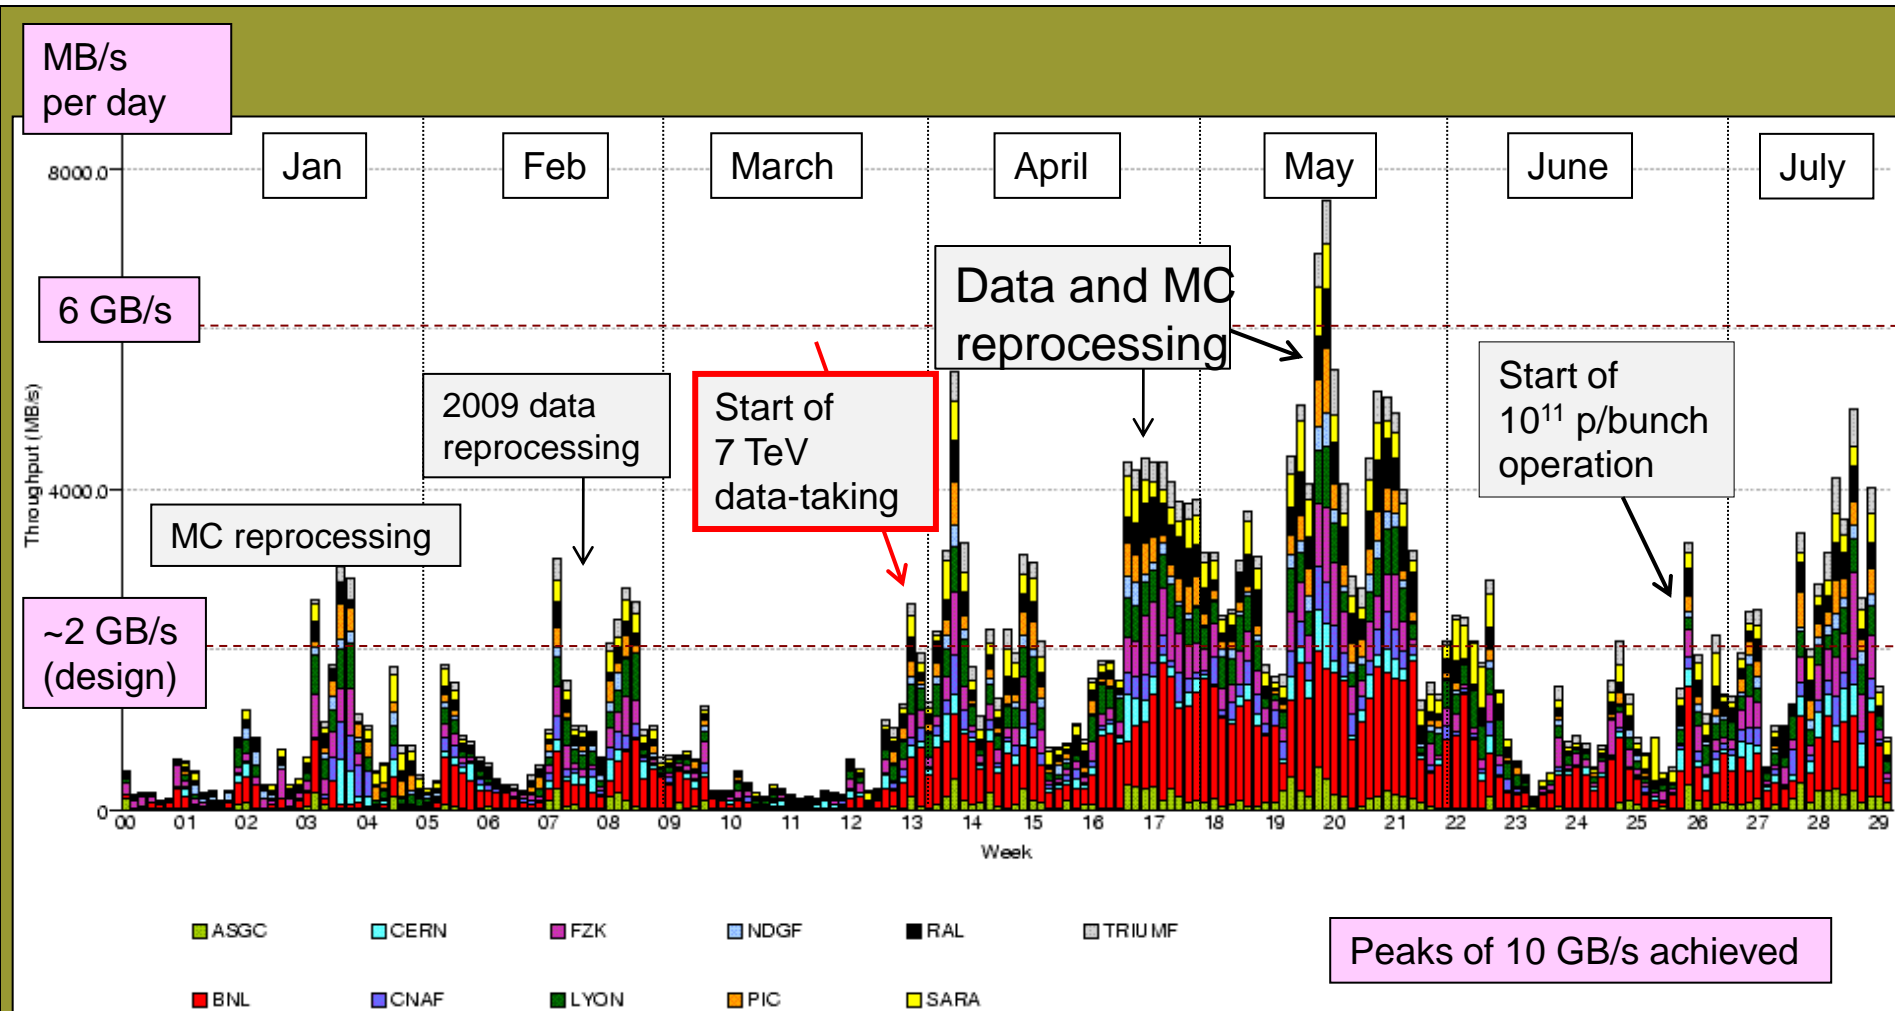 MB/s
per day
Jan
Feb
March
April
May
June
July
8000.0
6 GB/s
Data and MC
reprocessing
Start of
10¹¹ p/bunch
operation
2009 data
reprocessing
Start of
7 TeV
data-taking
4000.0
MC reprocessing
~2 GB/s
(design)
Throughput (MB/s)
0
00 01 02 03 04 05 06 07 08 09 10 11 12 13 14 15 16 17 18 19 20 21 22 23 24 25 26 27 28 29
Week
ASGC CERN FZK NDGF RAL TRIUMF
BNL CNAF LYON PIC SARA
Peaks of 10 GB/s achieved